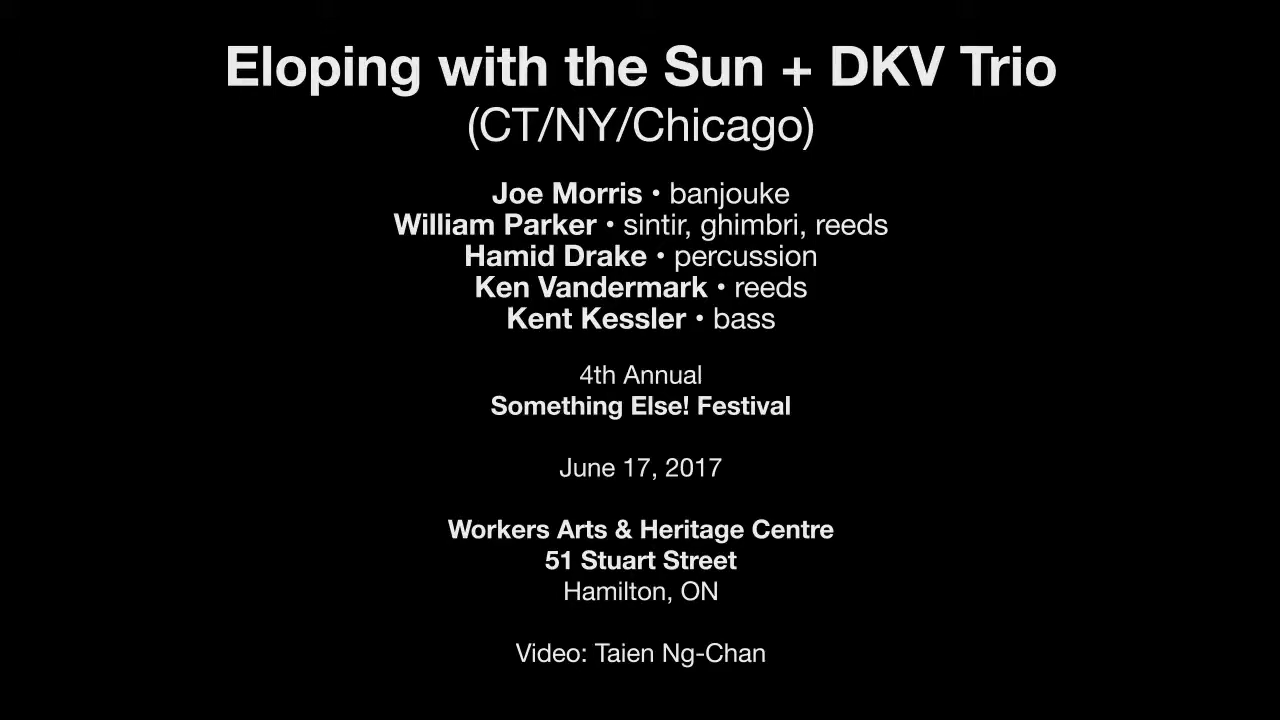 Eloping with the Sun + DKV Trio
(CT/NY/Chicago)
Joe Morris • banjouke
William Parker • sintir, ghimbri, reeds
Hamid Drake • percussion
Ken Vandermark • reeds
Kent Kessler • bass
4th Annual
Something Else! Festival
June 17, 2017
Workers Arts & Heritage Centre
51 Stuart Street
Hamilton, ON
Video: Taien Ng-Chan